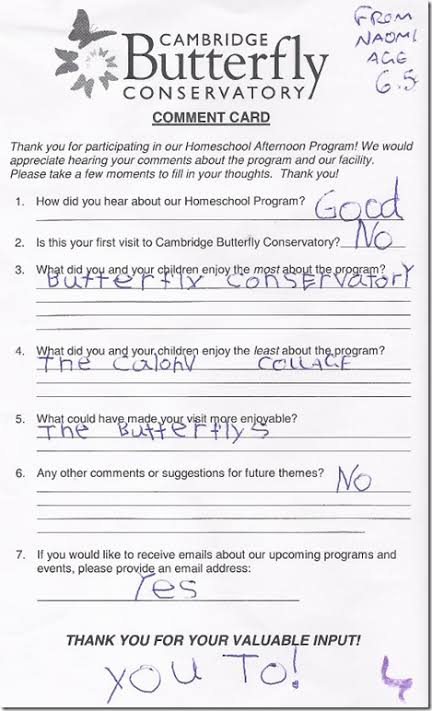 FROM
NAOMI
AGE
6.5
CAMBRIDGE
Butterfly
CONSERVATORY
COMMENT CARD
Thank you for participating in our Homeschool Afternoon Program! We would
appreciate hearing your comments about the program and our facility.
Please take a few moments to fill in your thoughts. Thank you!
1. How did you hear about our Homeschool Program? Good
2. Is this your first visit to Cambridge Butterfly Conservatory? No
3. What did you and your children enjoy the most about the program?
Butterfly conservatory
4. What did you and your children enjoy the least about the program?
The COLLAGE
5. What could have made your visit more enjoyable?
The Butterflys
6. Any other comments or suggestions for future themes? No
7. If you would like to receive emails about our upcoming programs and
events, please provide an email address:
Yes
THANK YOU FOR YOUR VALUABLE INPUT!
YOU TO!